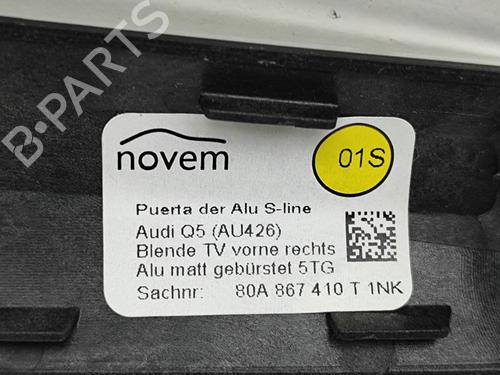 novem
01S
Puerta der Alu S-line
Audi Q5 (AU426)
Blende TV vorne rechts
Alu matt gebürstet 5TG
Sachnr: 80A 867 410 T 1NK
B-PARTS